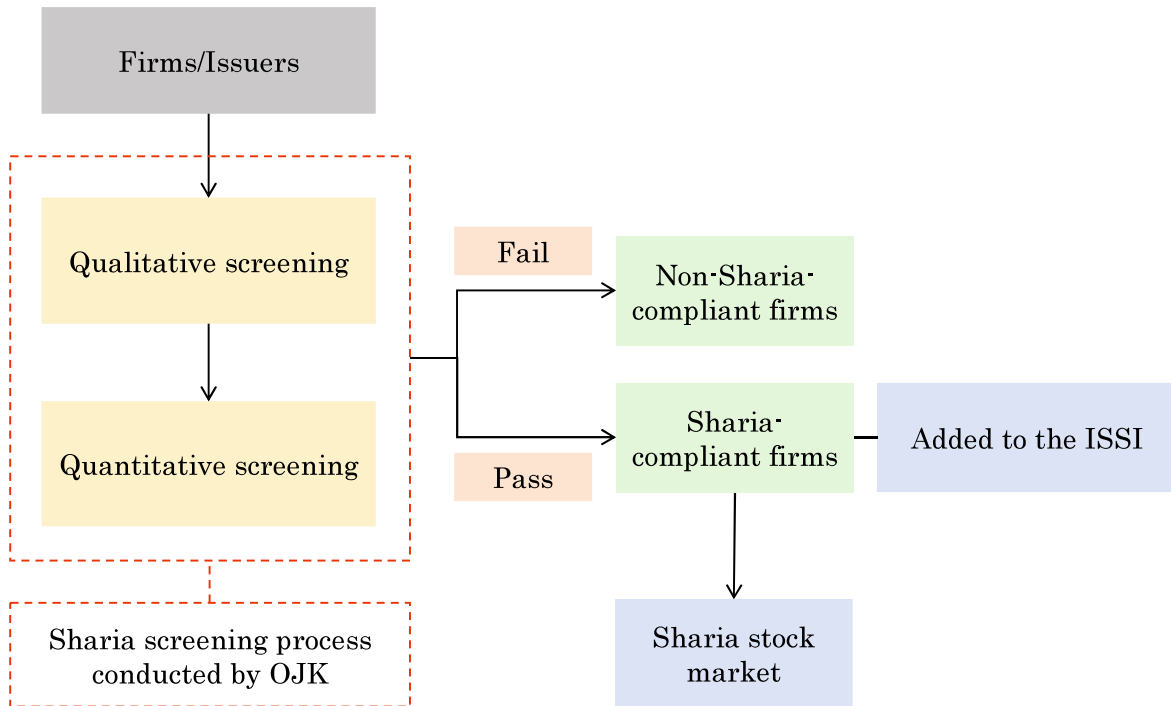 Firms/Issuers
Qualitative screening
Quantitative screening
Sharia screening process
conducted by OJK
Fail
Pass
Non-Sharia-
compliant firms
Sharia-
compliant firms
Added to the ISSI
Sharia stock
market